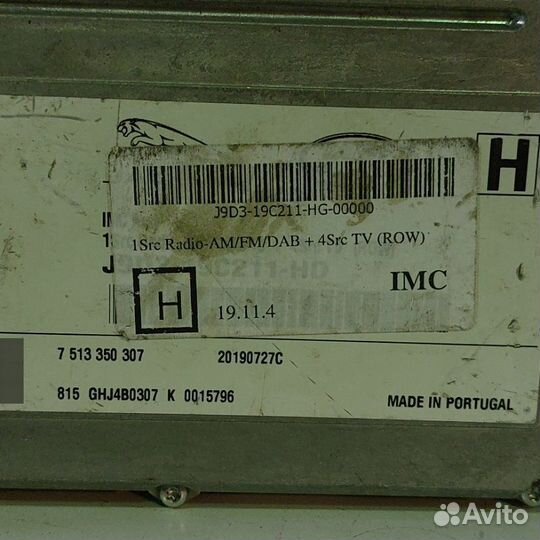 H
J9D3-19C211-HG-00000
1Src Radio-AM/FM/DAB + 4Src TV (ROW)
19C211-HD
IMC
H
19.11.4
7 513 350 307
20190727C
815 GHJ4B0307 K 0015796
MADE IN PORTUGAL
Avito